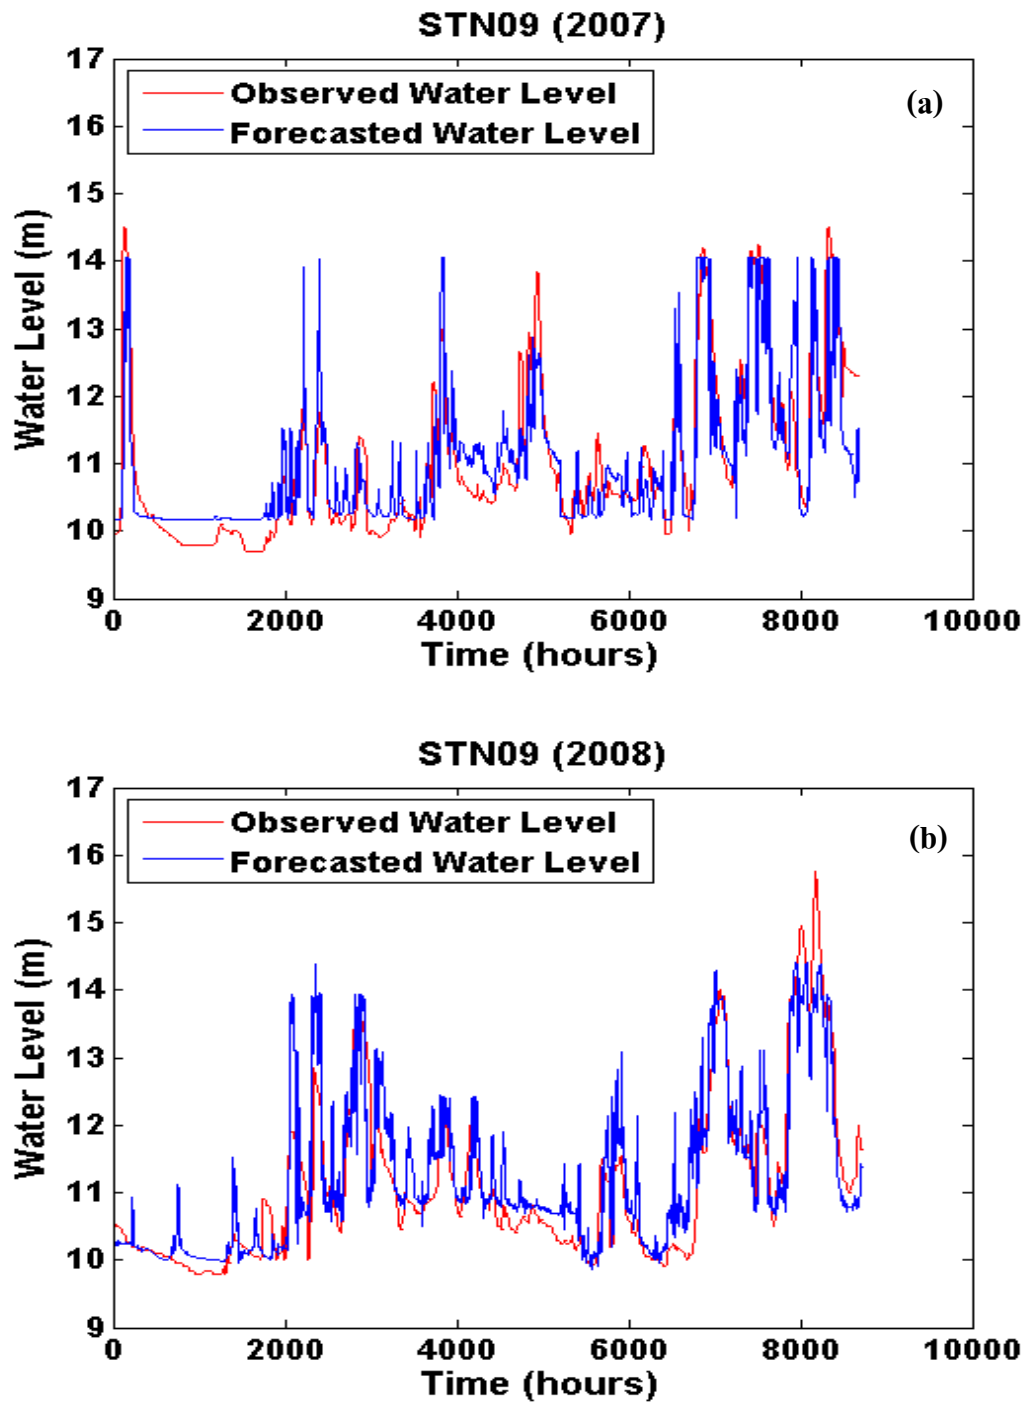 STN09 (2007)
17
16
15
14
13
12
11
10
9
Water Level (m)
Observed Water Level
Forecasted Water Level
(a)
0 2000 4000 6000 8000 10000
Time (hours)
STN09 (2008)
17
16
15
14
13
12
11
10
9
Water Level (m)
Observed Water Level
Forecasted Water Level
(b)
0 2000 4000 6000 8000 10000
Time (hours)